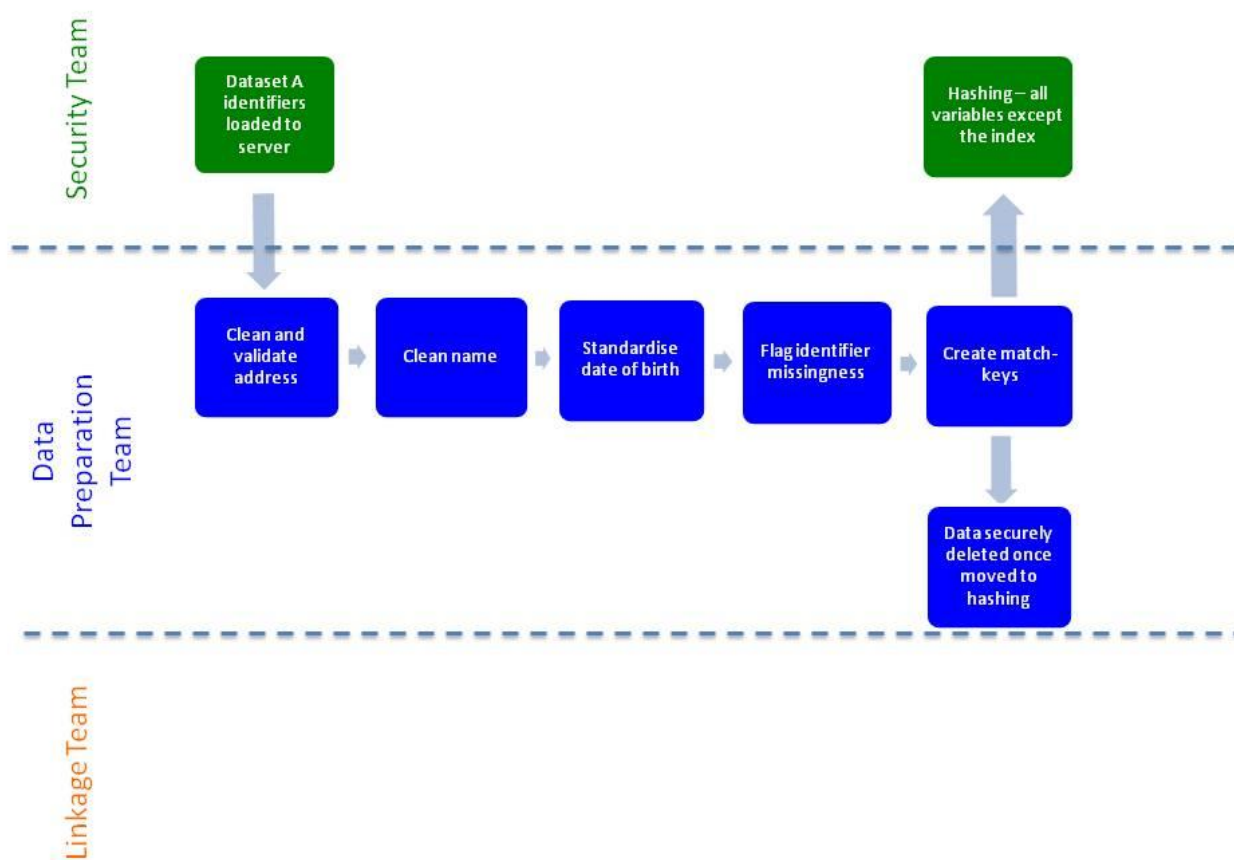 Security Team
Dataset A
identifiers
loaded to
server
Hashing – all
variables except
the index
Data
Preparation
Team
Clean and
validate
address
Clean name
Standardise
date of birth
Flag identifier
missingness
Create match-
keys
Data securely
deleted once
moved to
hashing
Linkage Team